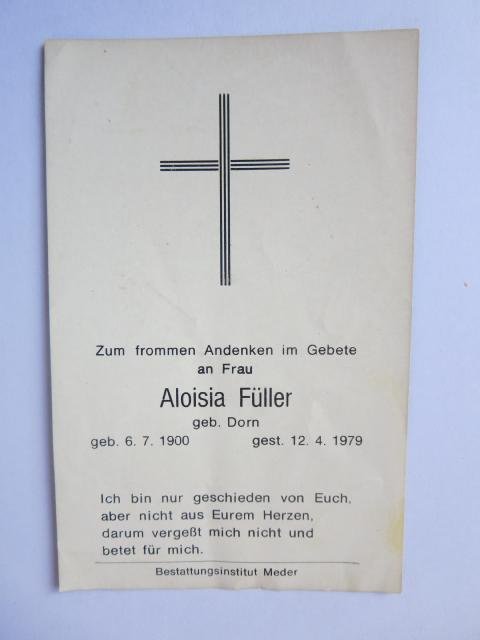 Zum frommen Andenken im Gebete
an Frau
Aloisia Füller
geb. Dorn
geb. 6. 7. 1900 gest. 12. 4. 1979
Ich bin nur geschieden von Euch,
aber nicht aus Eurem Herzen,
darum vergeßt mich nicht und
betet für mich.
Bestattungsinstitut Meder